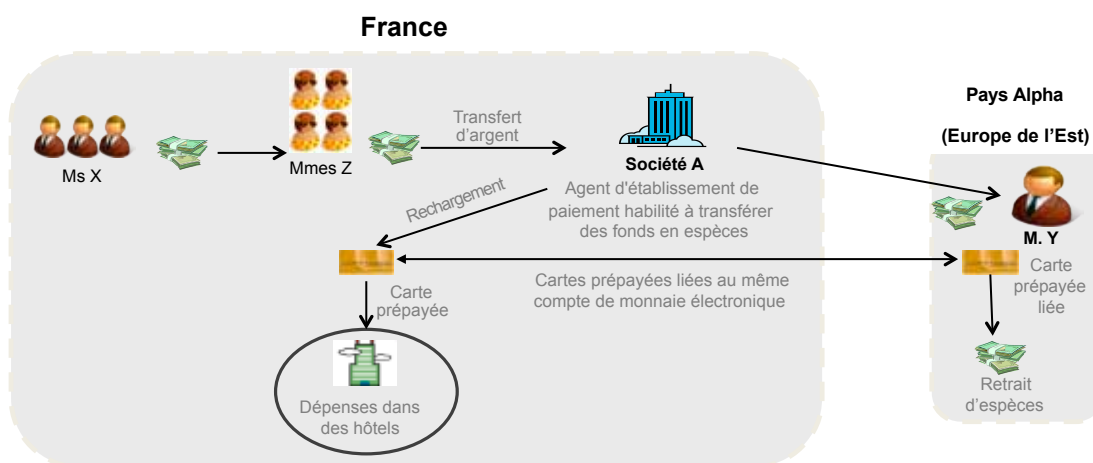 France
Ms X
Mmes Z
Transfert
d'argent
Société A
Agent d'établissement de
paiement habilité à transférer
des fonds en espèces
Rechargement
Carte
prépayée
Cartes prépayées liées au même
compte de monnaie électronique
Dépenses dans
des hôtels
Pays Alpha
(Europe de l'Est)
M. Y
Carte
prépayée
liée
Retrait
d'espèces